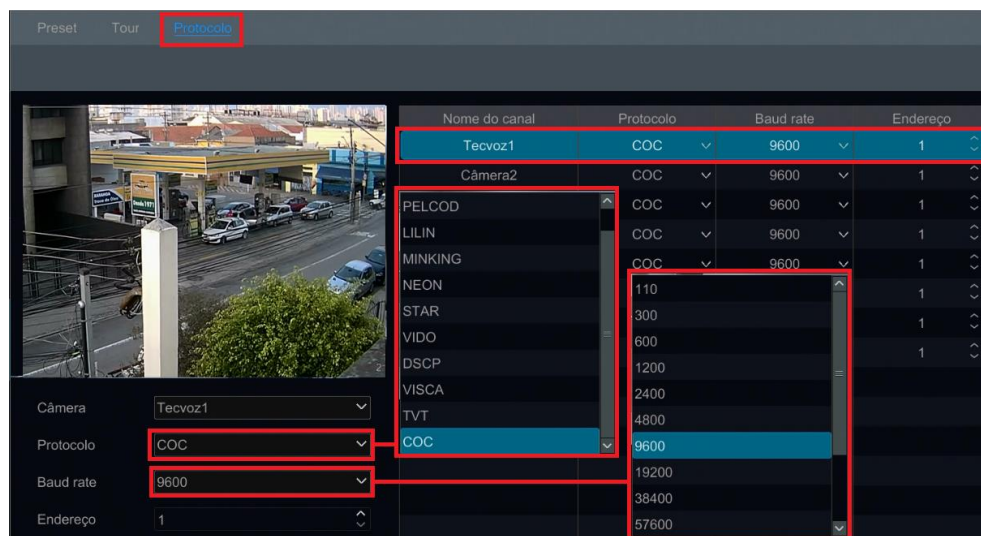 Preset Tour Protocolo
Nome do canal Protocolo Baud rate Endereço
Tecvoz1 COC 9600 1
Câmera2 COC 9600 1
COC 9600 1
COC 9600 1
COC 9600 1
1
1
1
PELCOD
LILIN
MINKING
NEON
STAR
VIDO
DSCP
VISCA
TVT
COC
110
300
600
1200
2400
4800
9600
19200
38400
57600
Câmera Tecvoz1
Protocolo COC
Baud rate 9600
Endereço 1